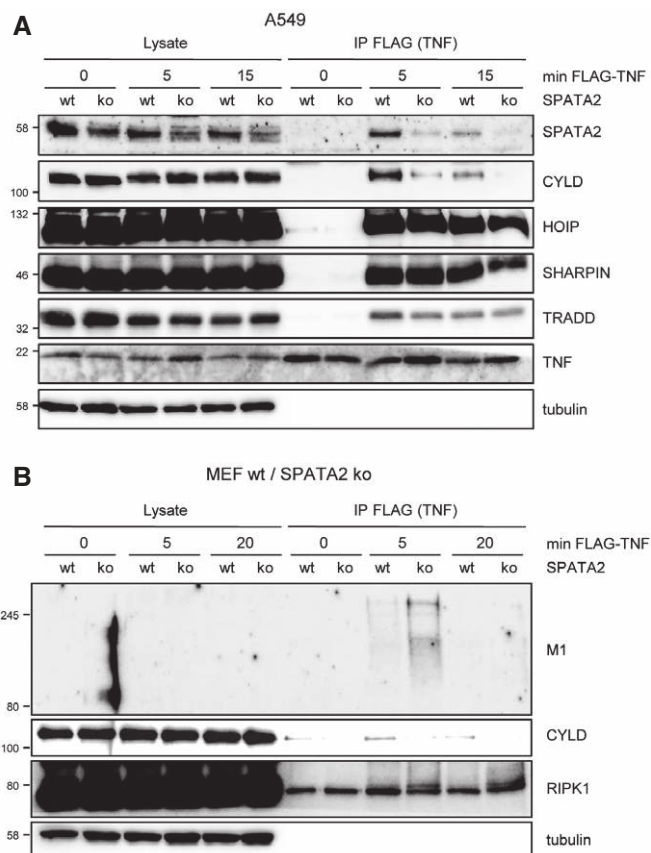 A
A549
Lysate IP FLAG (TNF)
0 5 15 0 5 15 min FLAG-TNF
wt ko wt ko wt ko wt ko wt ko wt ko SPATA2
58 SPATA2
CYLD
100
132
HOIP
46 SHARPIN
TRADD
32
22
TNF
58 tubulin
B
MEF wt / SPATA2 ko
Lysate IP FLAG (TNF)
0 5 20 0 5 20 min FLAG-TNF
wt ko wt ko wt ko wt ko wt ko wt ko SPATA2
245
M1
80
CYLD
100
80 RIPK1
58 tubulin